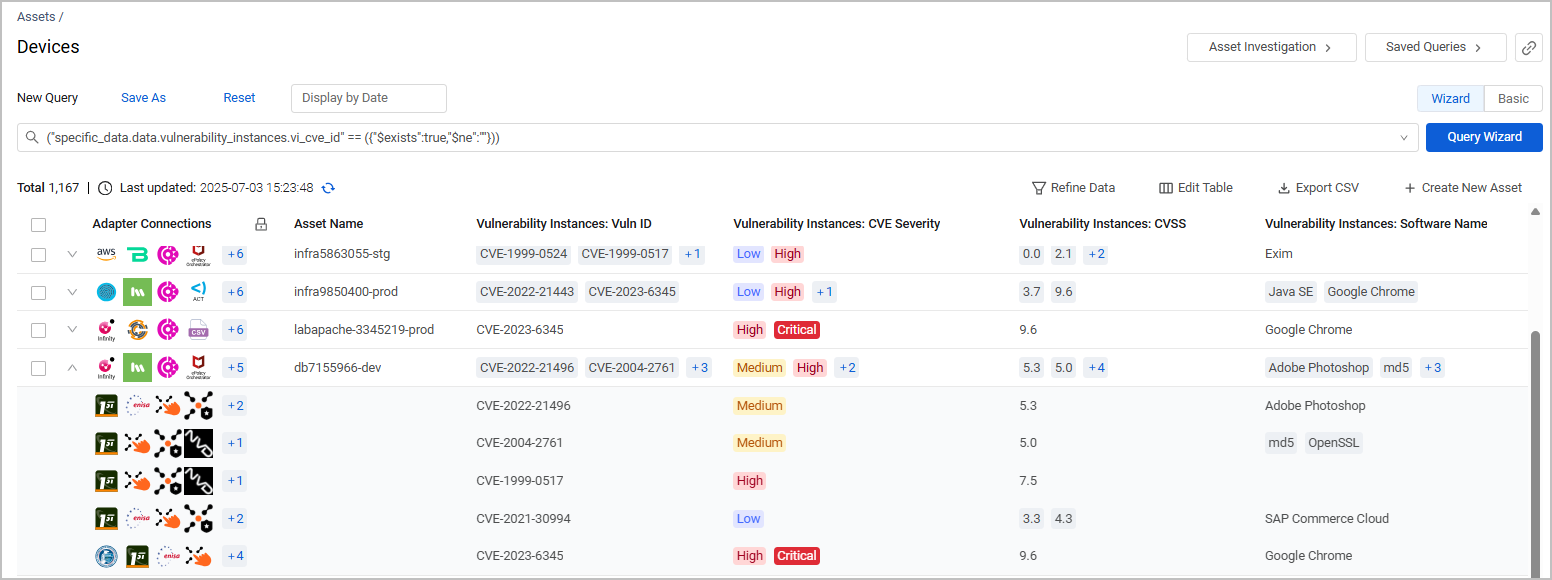 Assets /
Devices
Asset Investigation
Saved Queries
New Query Save As Reset Display by Date Wizard Basic
("specific_data.data.vulnerability_instances.vi_cve_id" == ({"$exists":true,"$ne":""})) Query Wizard
Total 1,167 | Last updated: 2025-07-03 15:23:48 Refine Data Edit Table Export CSV + Create New Asset
Adapter Connections Asset Name Vulnerability Instances: Vuln ID Vulnerability Instances: CVE Severity Vulnerability Instances: CVSS Vulnerability Instances: Software Name
aws +6 infra5863055-stg CVE-1999-0524 CVE-1999-0517 +1 Low High 0.0 2.1 +2 Exim
ACT +6 infra9850400-prod CVE-2022-21443 CVE-2023-6345 Low High +1 3.7 9.6 Java SE Google Chrome
Infinity CSV +6 labapache-3345219-prod CVE-2023-6345 High Critical 9.6 Google Chrome
Infinity +5 db7155966-dev CVE-2022-21496 CVE-2004-2761 +3 Medium High +2 5.3 5.0 +4 Adobe Photoshop md5 +3
1ST enisa +2 CVE-2022-21496 Medium 5.3 Adobe Photoshop
1ST +1 CVE-2004-2761 Medium 5.0 md5 OpenSSL
1ST +1 CVE-1999-0517 High 7.5
1ST enisa +2 CVE-2021-30994 Low 3.3 4.3 SAP Commerce Cloud
1ST enisa +4 CVE-2023-6345 High Critical 9.6 Google Chrome